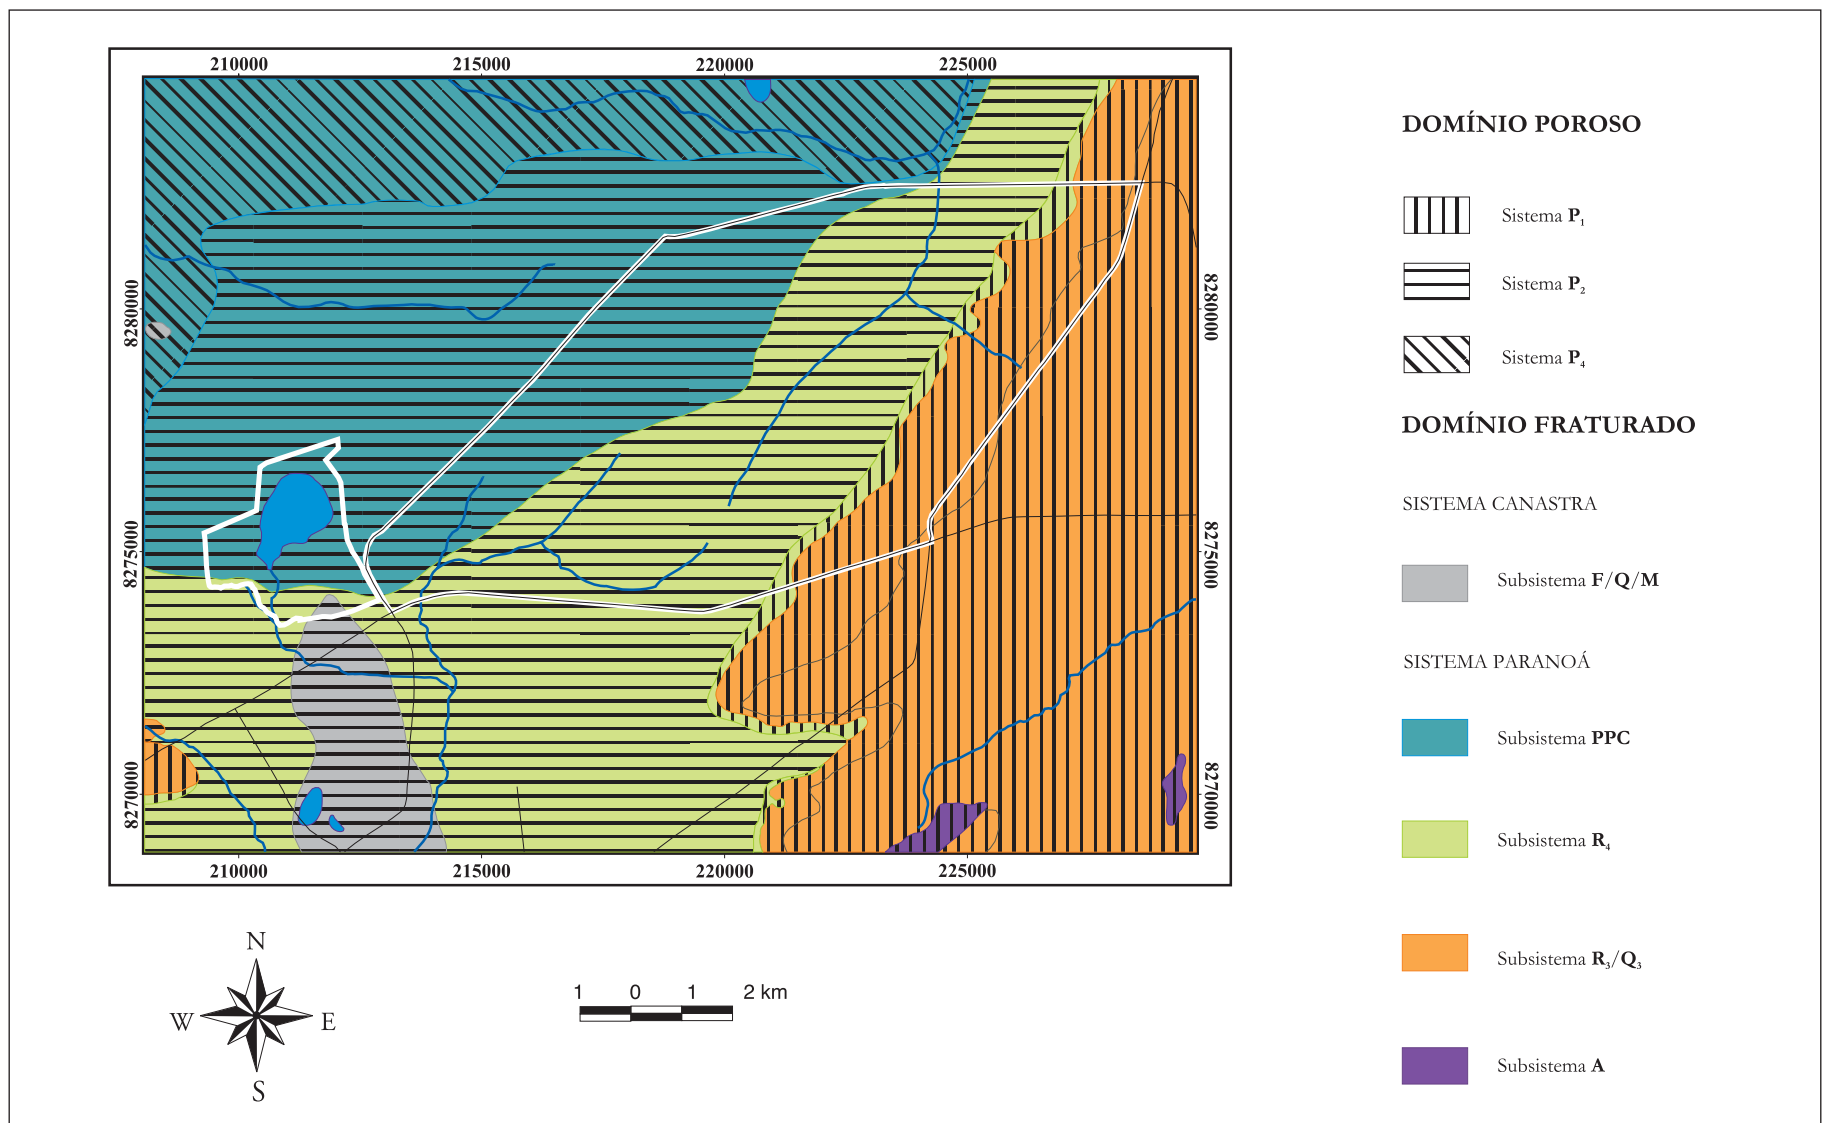 210000 215000 220000 225000
8280000 8280000
8275000 8275000
8270000 8270000
210000 215000 220000 225000
N
W E
S
1 0 1 2 km
DOMÍNIO POROSO
Sistema P₁
Sistema P₂
Sistema P₄
DOMÍNIO FRATURADO
SISTEMA CANASTRA
Subsistema F/Q/M
SISTEMA PARANOÁ
Subsistema PPC
Subsistema R₄
Subsistema R₃/Q₃
Subsistema A